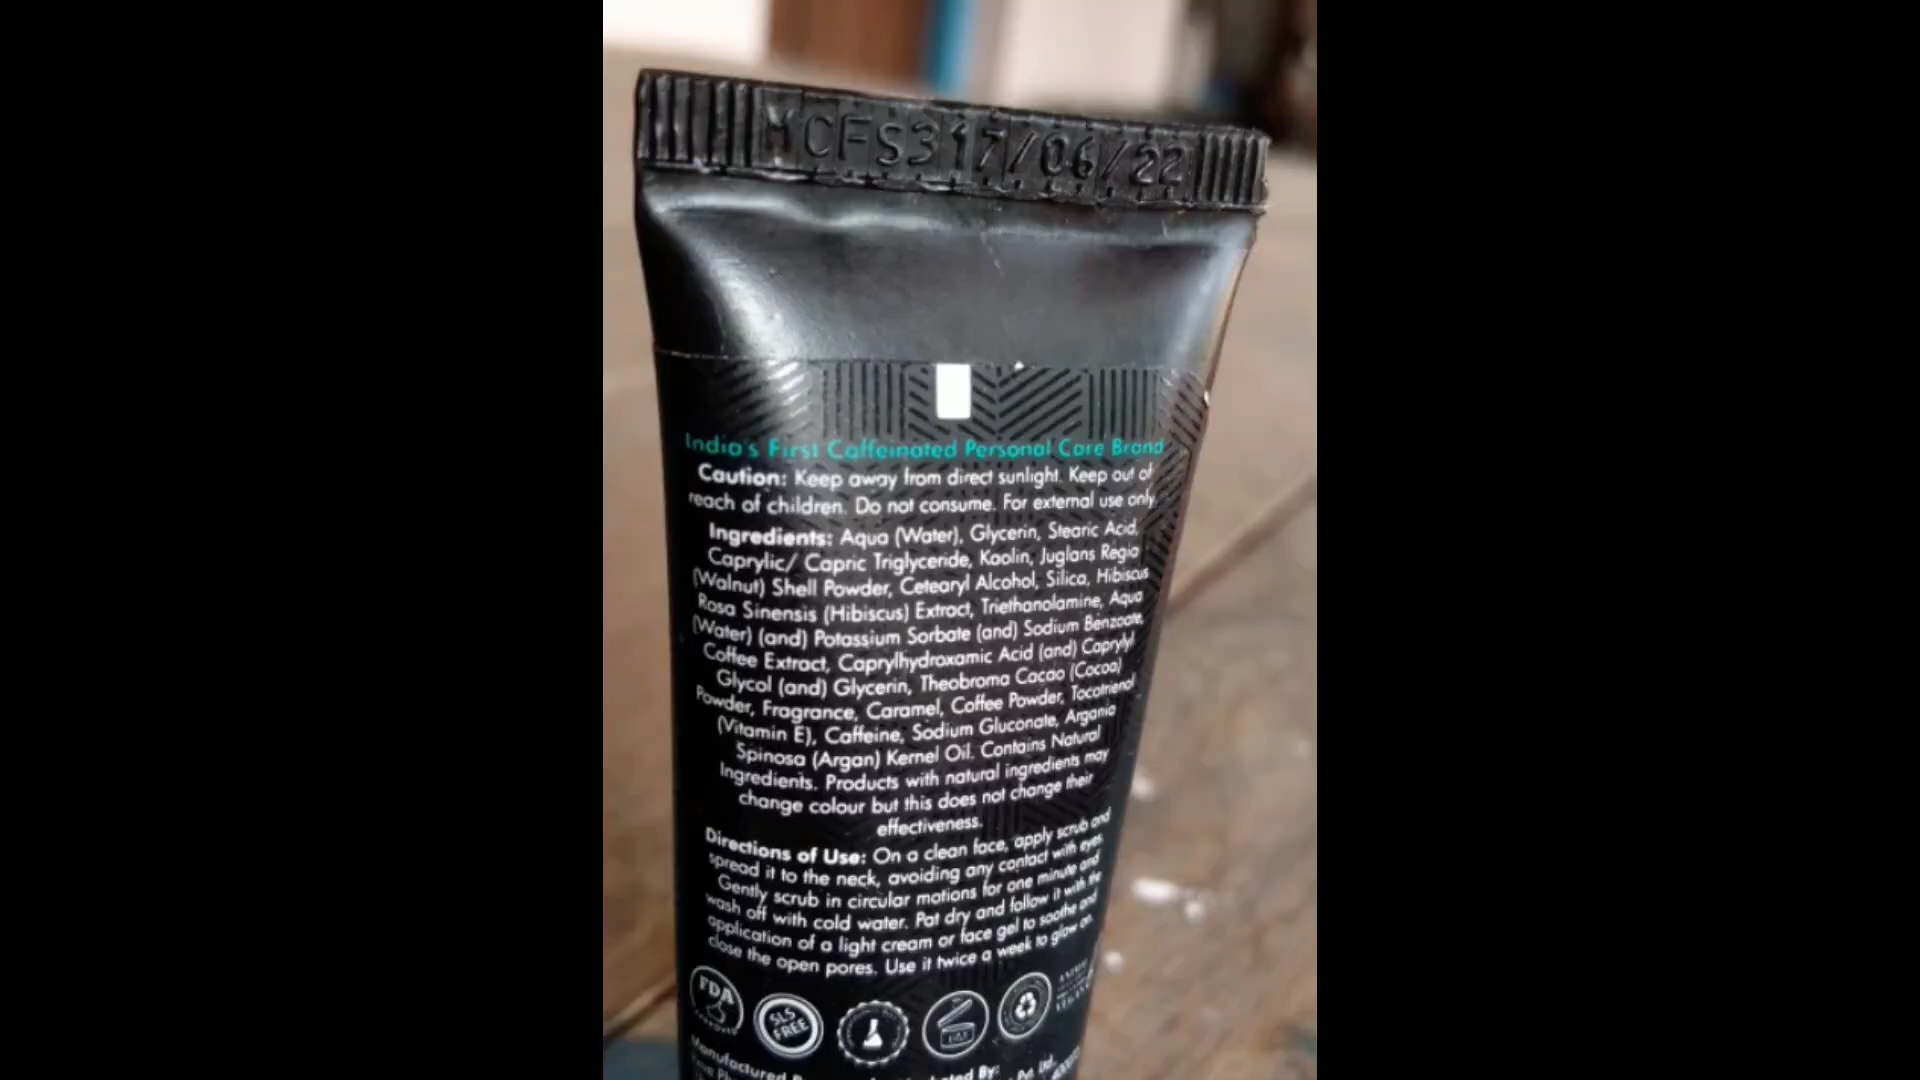 MCFS317/06/22
India's First Caffeinated Personal Care Brand
Caution: Keep away from direct sunlight. Keep out of
reach of children. Do not consume. For external use only.
Ingredients: Aqua (Water), Glycerin, Stearic Acid,
Caprylic/ Capric Triglyceride, Kaolin, Juglans Regia
(Walnut) Shell Powder, Cetearyl Alcohol, Silica, Hibiscus
Rosa Sinensis (Hibiscus) Extract, Triethanolamine, Aqua
(Water) (and) Potassium Sorbate (and) Sodium Benzoate,
Coffee Extract, Caprylhydroxamic Acid (and) Caprylyl
Glycol (and) Glycerin, Theobroma Cacao (Cocoa)
Powder, Fragrance, Caramel, Coffee Powder, Tocotrienol
(Vitamin E), Caffeine, Sodium Gluconate, Argania
Spinosa (Argan) Kernel Oil. Contains Natural
Ingredients. Products with natural ingredients may
change colour but this does not change their
effectiveness.
Directions of Use: On a clean face, apply scrub and
spread it to the neck, avoiding any contact with eyes.
Gently scrub in circular motions for one minute and
wash off with cold water. Pat dry and follow it with the
application of a light cream or face gel to soothe and
close the open pores. Use it twice a week to glow on.
FDA
APPROVED
SLS
FREE
Manufactured
By:
Pvt. Ltd.